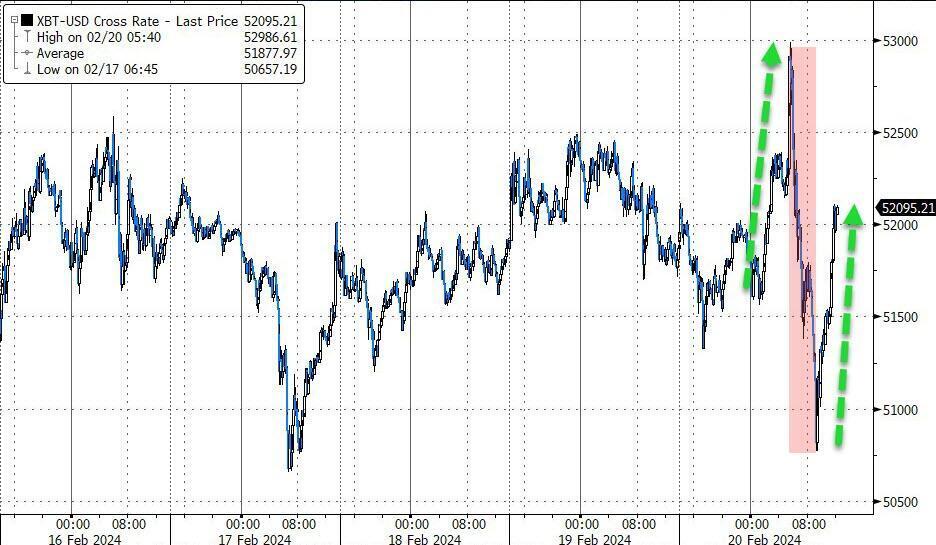 XBT-USD Cross Rate - Last Price 52095.21
High on 02/20 05:40 52986.61
Average 51877.97
Low on 02/17 06:45 50657.19
53000
52500
52095.21
52000
51500
51000
50500
00:00 08:00 00:00 08:00 00:00 08:00 00:00 08:00 00:00 08:00
16 Feb 2024 17 Feb 2024 18 Feb 2024 19 Feb 2024 20 Feb 2024